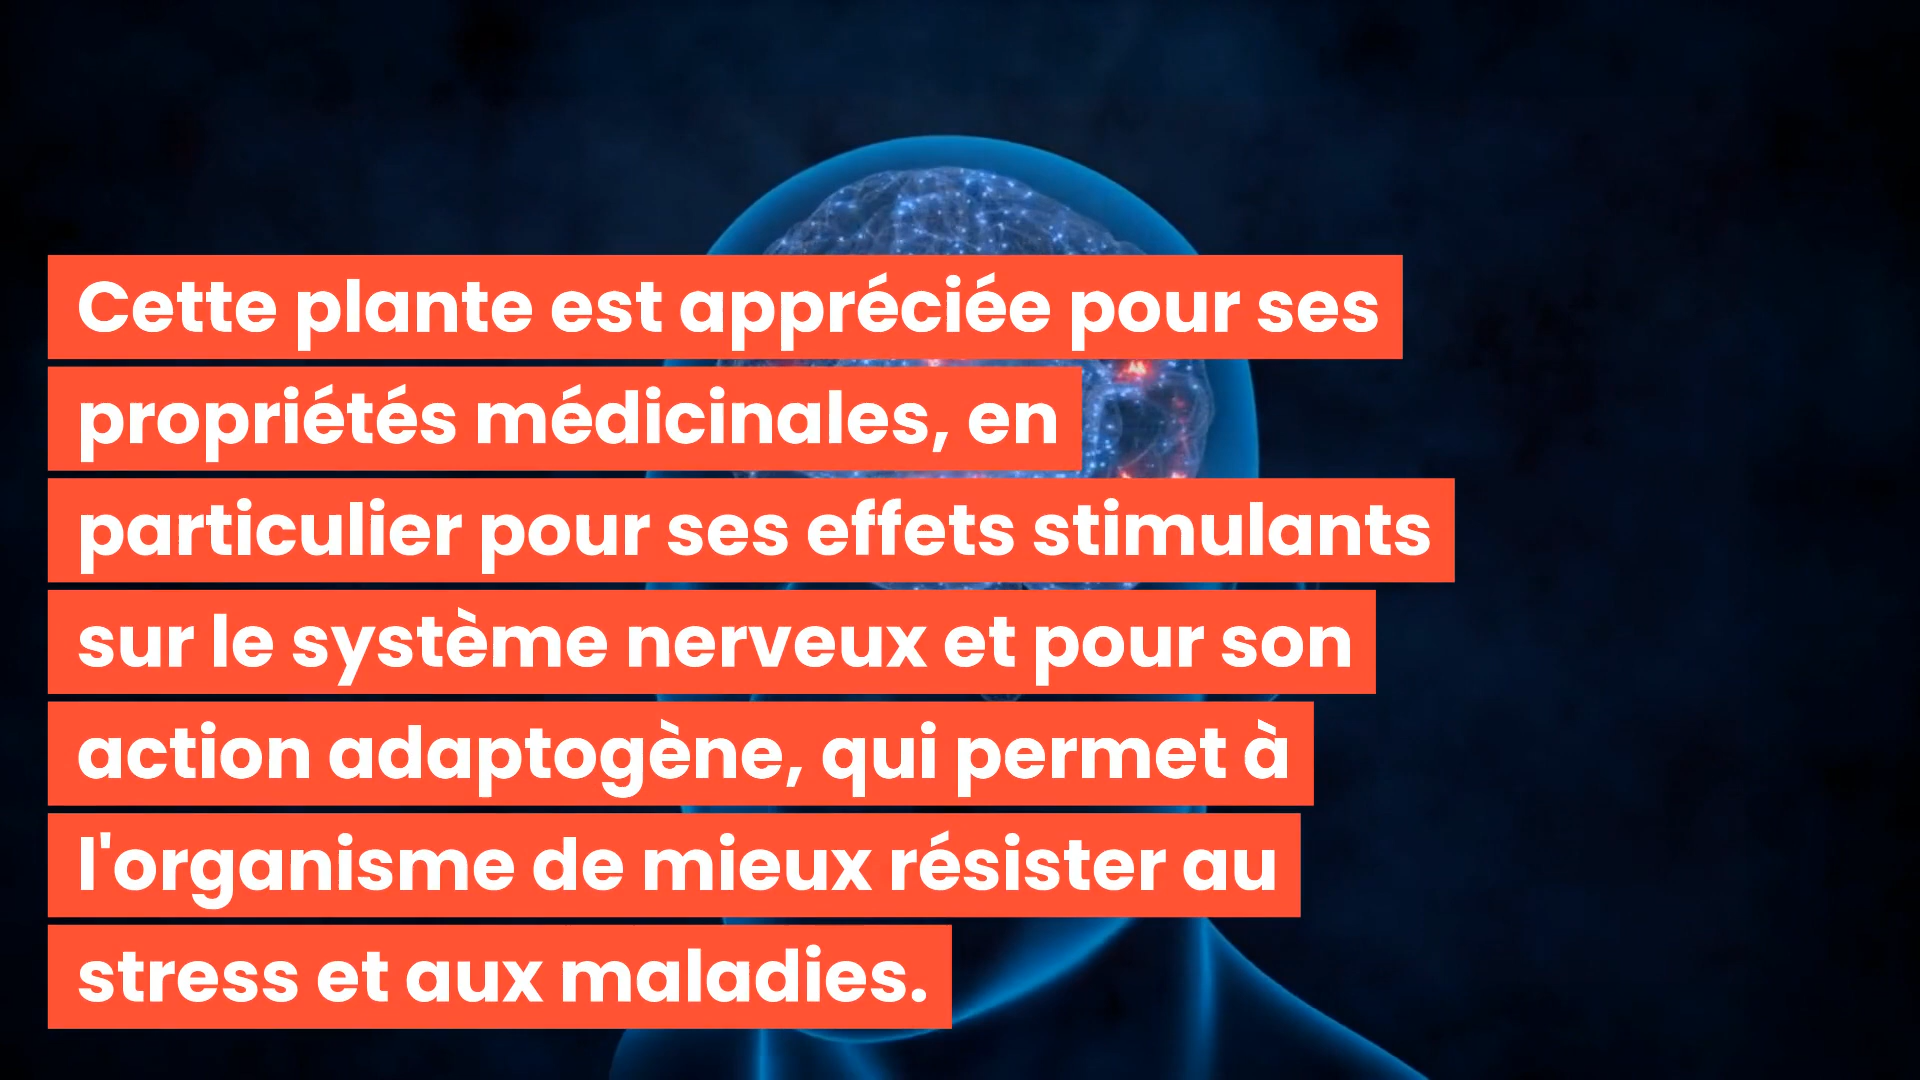 Cette plante est appréciée pour ses
propriétés médicinales, en
particulier pour ses effets stimulants
sur le système nerveux et pour son
action adaptogène, qui permet à
l'organisme de mieux résister au
stress et aux maladies.